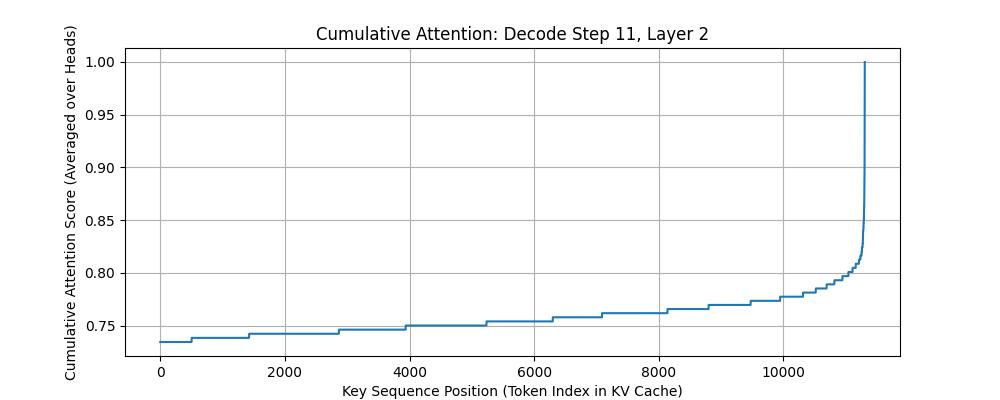 Cumulative Attention: Decode Step 11, Layer 2
Cumulative Attention Score (Averaged over Heads)
1.00
0.95
0.90
0.85
0.80
0.75
0 2000 4000 6000 8000 10000
Key Sequence Position (Token Index in KV Cache)